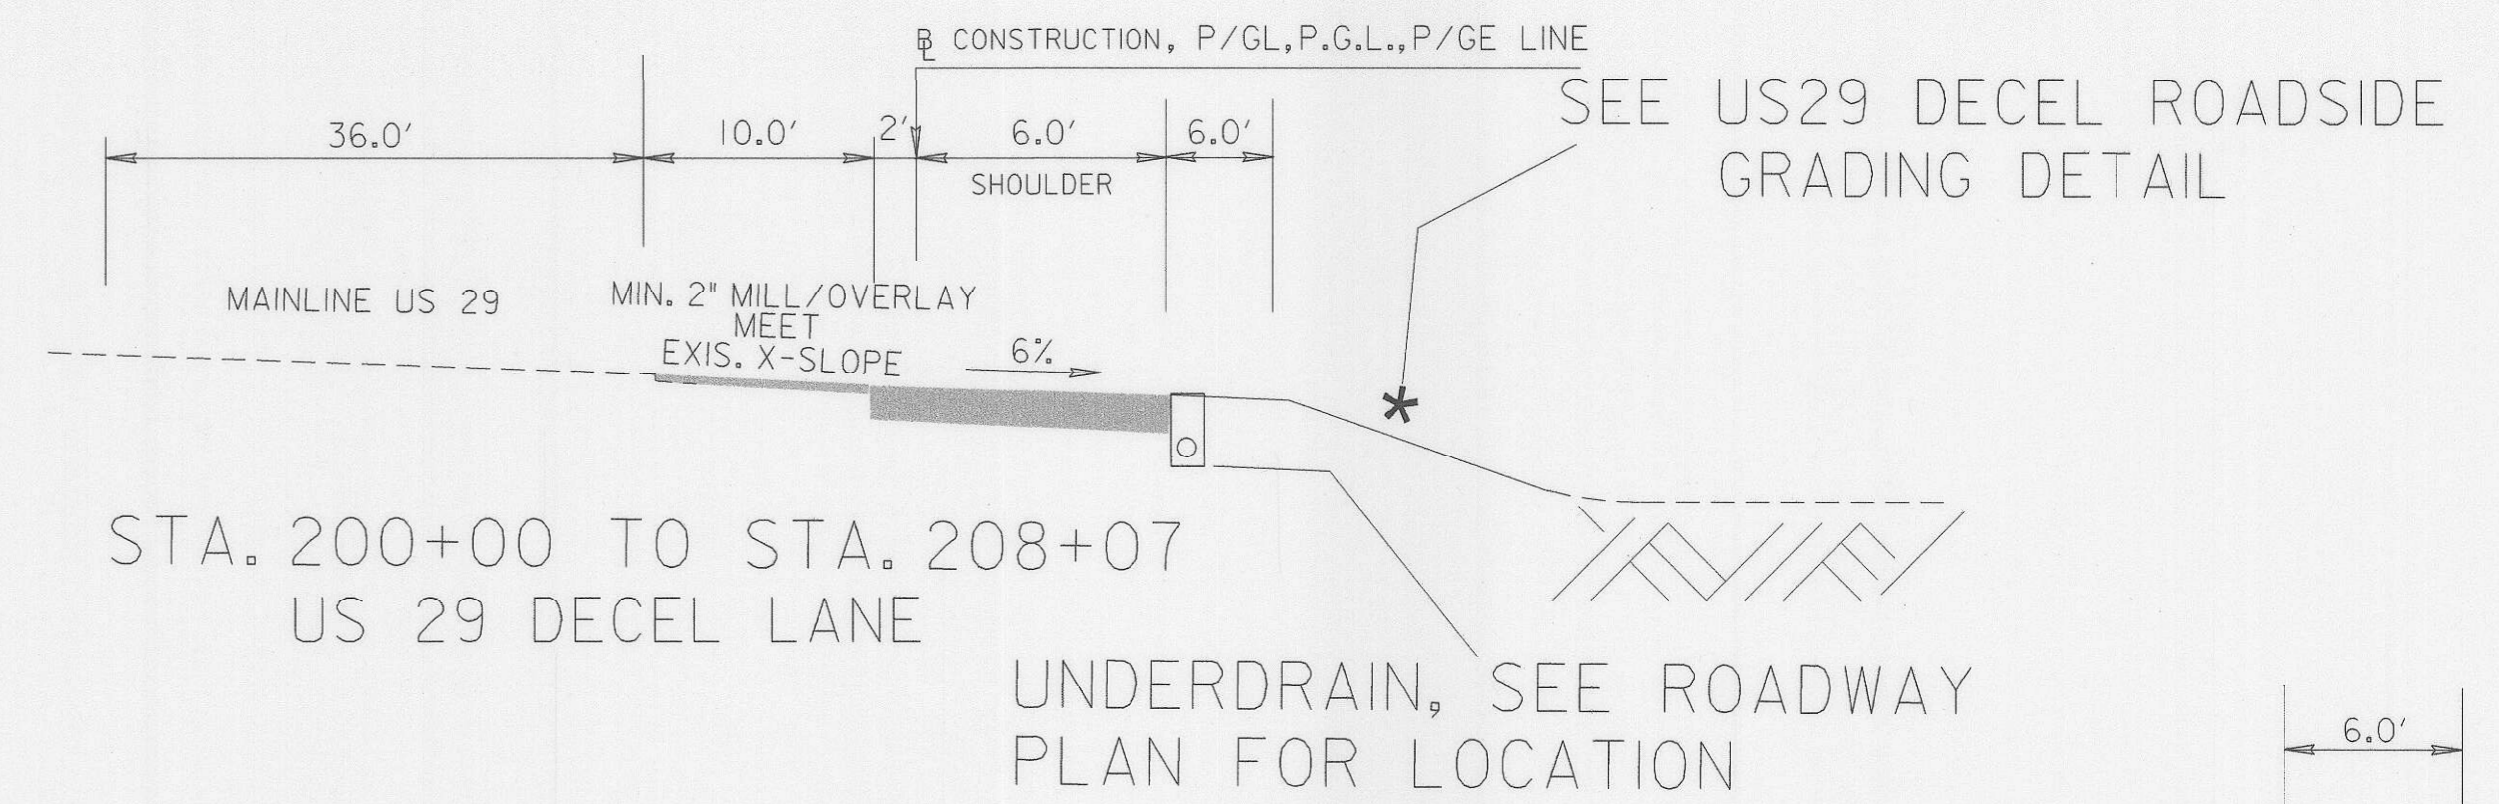 ℄ CONSTRUCTION, P/GL,P.G.L.,P/GE LINE
SEE US29 DECEL ROADSIDE
GRADING DETAIL
36.0'
10.0'
2'
6.0'
6.0'
SHOULDER
MAINLINE US 29
MIN. 2" MILL/OVERLAY
MEET
EXIS. X-SLOPE
6%
*
STA. 200+00 TO STA. 208+07
US 29 DECEL LANE
UNDERDRAIN, SEE ROADWAY
PLAN FOR LOCATION
6.0'